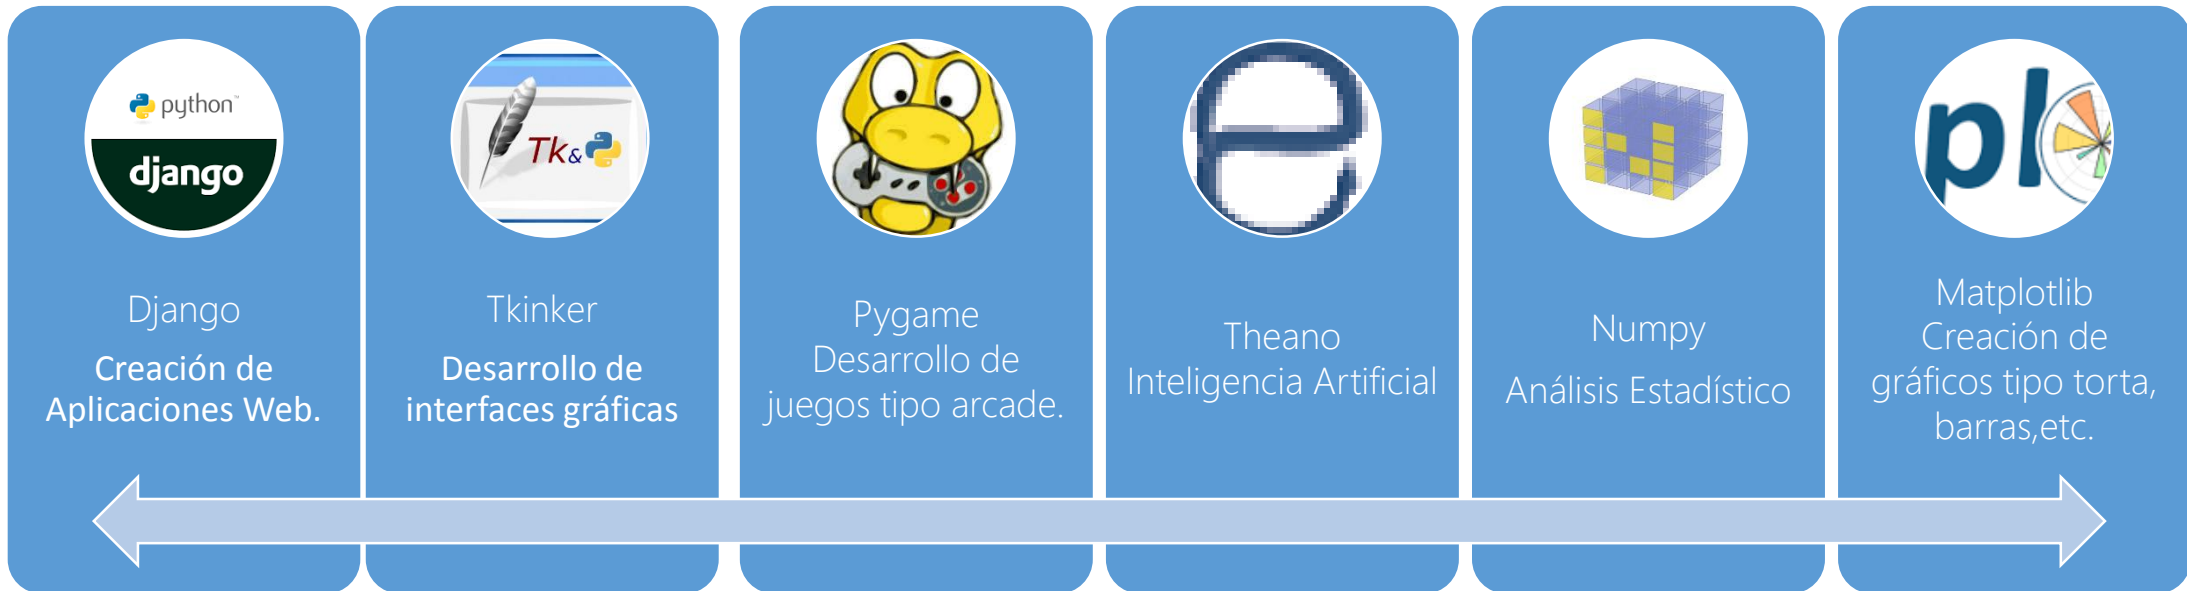 python™
django
Django
Creación de
Aplicaciones Web.
Tk&
Tkinker
Desarrollo de
interfaces gráficas
Pygame
Desarrollo de
juegos tipo arcade.
Theano
Inteligencia Artificial
Numpy
Análisis Estadístico
pl
Matplotlib
Creación de
gráficos tipo torta,
barras,etc.